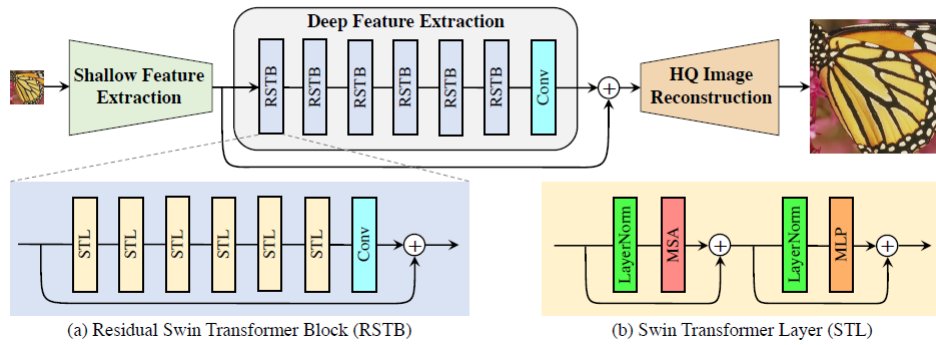 Deep Feature Extraction
Shallow Feature
Extraction
RSTB
RSTB
RSTB
RSTB
RSTB
RSTB
Conv
+
HQ Image
Reconstruction
STL
STL
STL
STL
STL
STL
Conv
+
LayerNorm
MSA
+
LayerNorm
MLP
+
(a) Residual Swin Transformer Block (RSTB)
(b) Swin Transformer Layer (STL)